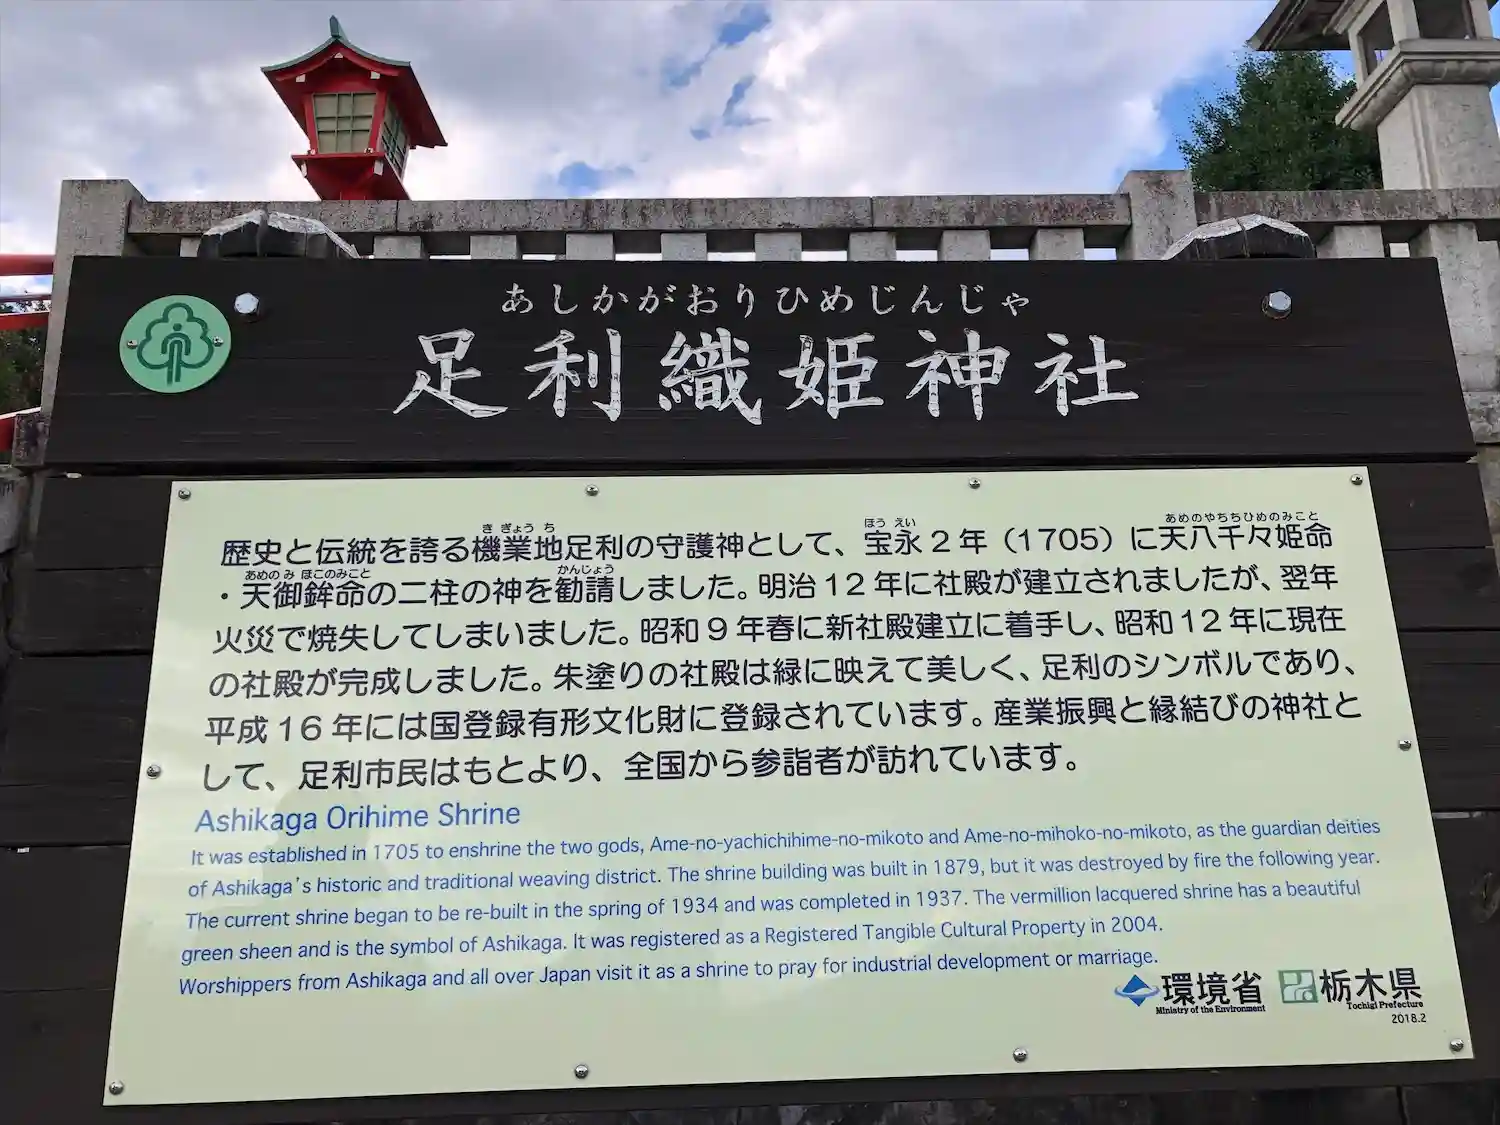 あしかがおりひめじんじゃ
足利織姫神社
き ぎょう ち
ほう えい
あめのやちちひめのみこと
歴史と伝統を誇る機業地足利の守護神として、宝永2年（1705）に天八千々姫命
あめの み ほこのみこと
かんじょう
・天御鉾命の二柱の神を勧請しました。明治12年に社殿が建立されましたが、翌年
火災で焼失してしまいました。昭和9年春に新社殿建立に着手し、昭和12年に現在
の社殿が完成しました。朱塗りの社殿は緑に映えて美しく、足利のシンボルであり、
平成16年には国登録有形文化財に登録されています。産業振興と縁結びの神社と
して、足利市民はもとより、全国から参詣者が訪れています。
Ashikaga Orihime Shrine
It was established in 1705 to enshrine the two gods, Ame-no-yachichihime-no-mikoto and Ame-no-mihoko-no-mikoto, as the guardian deities
of Ashikaga's historic and traditional weaving district. The shrine building was built in 1879, but it was destroyed by fire the following year.
The current shrine began to be re-built in the spring of 1934 and was completed in 1937. The vermillion lacquered shrine has a beautiful
green sheen and is the symbol of Ashikaga. It was registered as a Registered Tangible Cultural Property in 2004.
Worshippers from Ashikaga and all over Japan visit it as a shrine to pray for industrial development or marriage.
環境省
Ministry of the Environment
栃木県
Tochigi Prefecture
2018.2